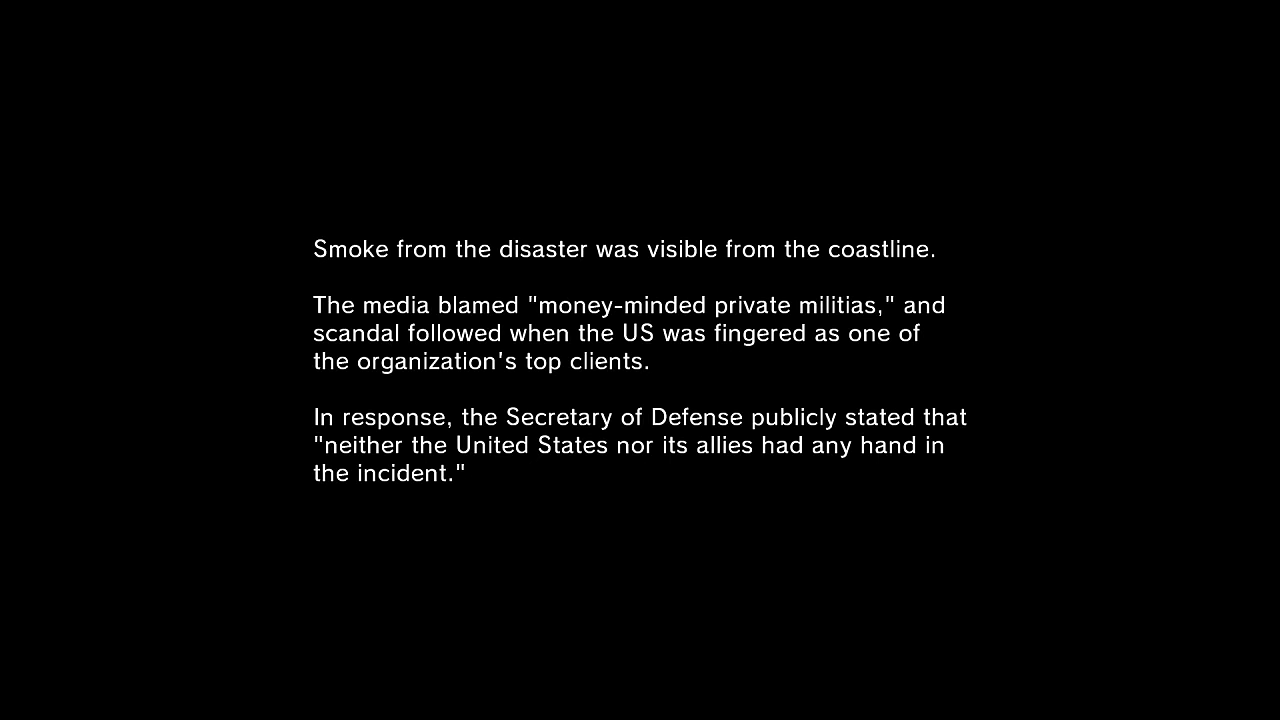 Smoke from the disaster was visible from the coastline.
The media blamed "money-minded private militias," and
scandal followed when the US was fingered as one of
the organization's top clients.
In response, the Secretary of Defense publicly stated that
"neither the United States nor its allies had any hand in
the incident."